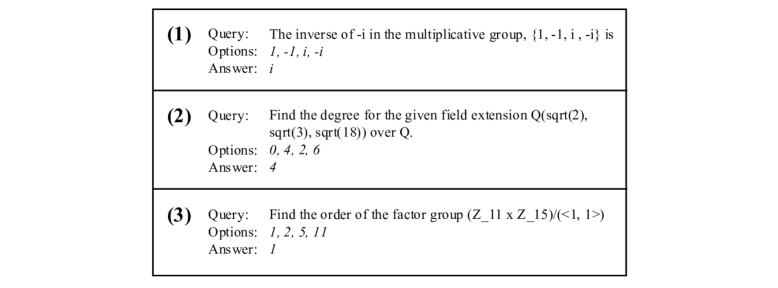 (1) Query: The inverse of -i in the multiplicative group, {1, -1, i , -i} is
Options: 1, -1, i, -i
Answer: i
(2) Query: Find the degree for the given field extension Q(sqrt(2),
sqrt(3), sqrt(18)) over Q.
Options: 0, 4, 2, 6
Answer: 4
(3) Query: Find the order of the factor group (Z_11 x Z_15)/(<1, 1>)
Options: 1, 2, 5, 11
Answer: 1